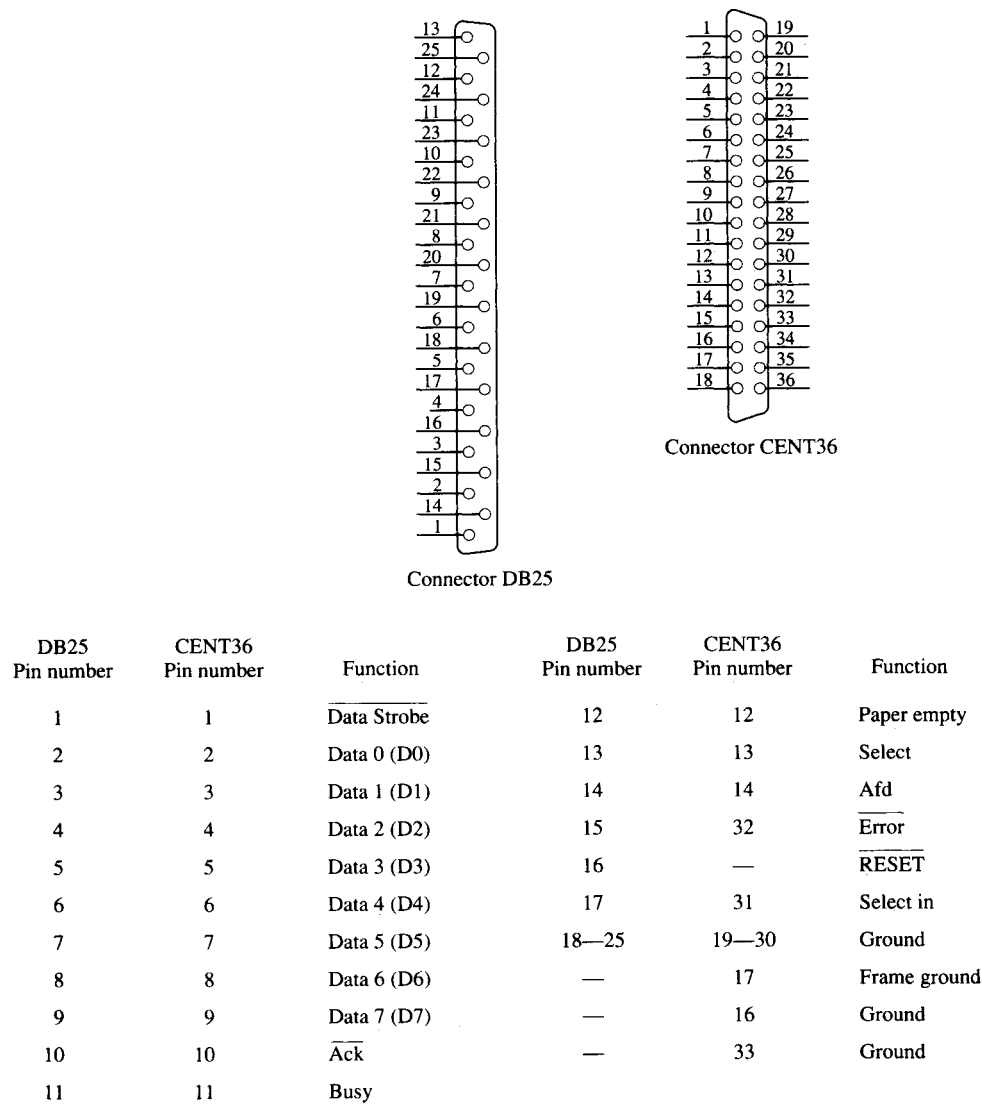 13
25
12
24
11
23
10
22
9
21
8
20
7
19
6
18
5
17
4
16
3
15
2
14
1
Connector DB25
1 19
2 20
3 21
4 22
5 23
6 24
7 25
8 26
9 27
10 28
11 29
12 30
13 31
14 32
15 33
16 34
17 35
18 36
Connector CENT36
DB25 CENT36 DB25 CENT36
Pin number Pin number Function Pin number Pin number Function
1 1 Data Strobe 12 12 Paper empty
2 2 Data 0 (D0) 13 13 Select
3 3 Data 1 (D1) 14 14 Afd
4 4 Data 2 (D2) 15 32 Error
5 5 Data 3 (D3) 16 — RESET
6 6 Data 4 (D4) 17 31 Select in
7 7 Data 5 (D5) 18—25 19—30 Ground
8 8 Data 6 (D6) — 17 Frame ground
9 9 Data 7 (D7) — 16 Ground
10 10 Ack — 33 Ground
11 11 Busy